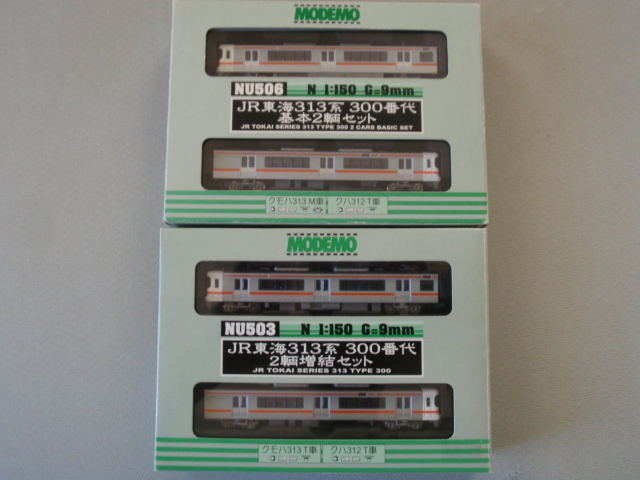 MODEMO
NU506 N 1:150 G=9mm
JR東海313系 300番代
基本2輌セット
JR TOKAI SERIES 313 TYPE 300 2 CARS BASIC SET
クモハ313 M車 クハ312 T車
MODEMO
NU503 N 1:150 G=9mm
JR東海313系 300番代
2輌増結セット
JR TOKAI SERIES 313 TYPE 300
クモハ313 T車 クハ312 T車